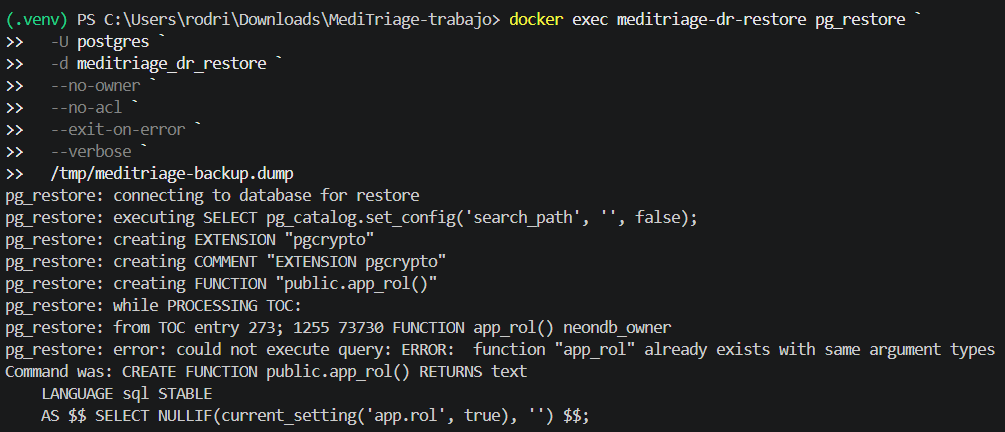 (.venv) PS C:\Users\rodri\Downloads\MediTriage-trabajo> docker exec meditriage-dr-restore pg_restore `
>>   -U postgres `
>>   -d meditriage_dr_restore `
>>   --no-owner `
>>   --no-acl `
>>   --exit-on-error `
>>   --verbose `
>>   /tmp/meditriage-backup.dump
pg_restore: connecting to database for restore
pg_restore: executing SELECT pg_catalog.set_config('search_path', '', false);
pg_restore: creating EXTENSION "pgcrypto"
pg_restore: creating COMMENT "EXTENSION pgcrypto"
pg_restore: creating FUNCTION "public.app_rol()"
pg_restore: while PROCESSING TOC:
pg_restore: from TOC entry 273; 1255 73730 FUNCTION app_rol() neondb_owner
pg_restore: error: could not execute query: ERROR:  function "app_rol" already exists with same argument types
Command was: CREATE FUNCTION public.app_rol() RETURNS text
    LANGUAGE sql STABLE
    AS $$ SELECT NULLIF(current_setting('app.rol', true), '') $$;